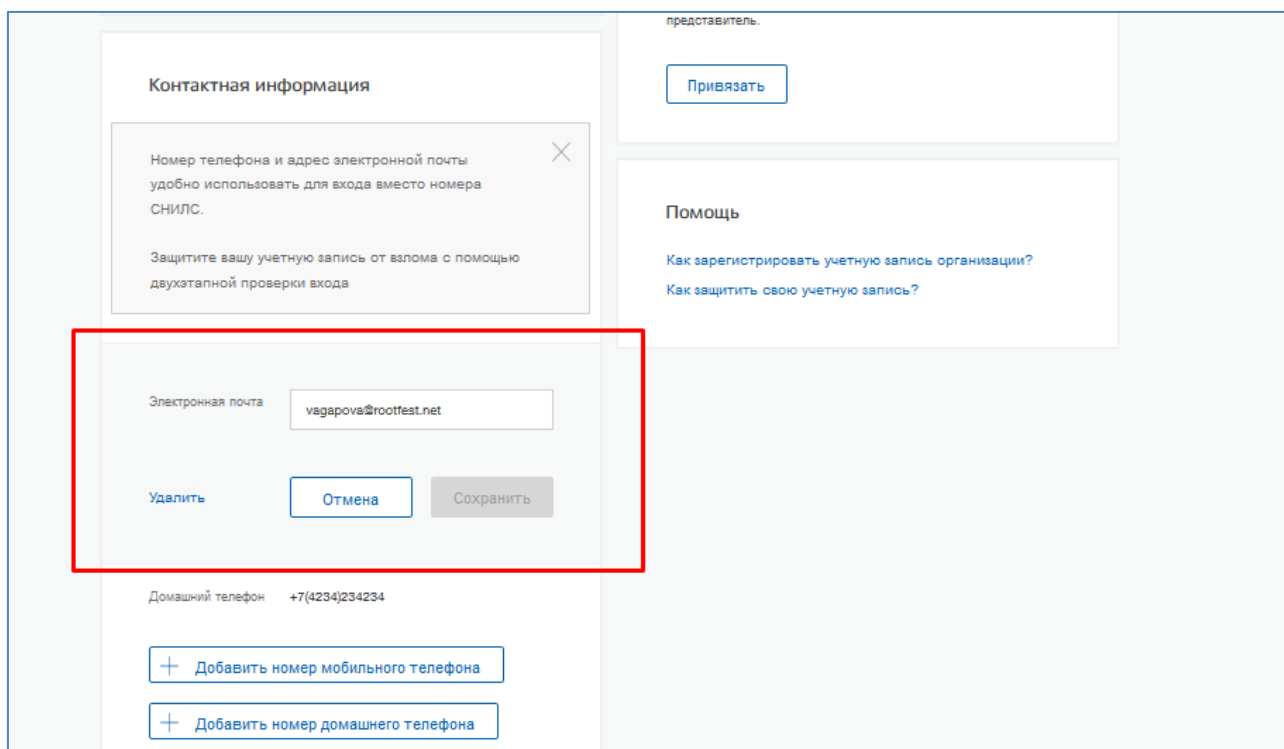 представитель.
Привязать
Контактная информация
Номер телефона и адрес электронной почты
удобно использовать для входа вместо номера
СНИЛС.
Защитите вашу учетную запись от взлома с помощью
двухэтапной проверки входа
Помощь
Как зарегистрировать учетную запись организации?
Как защитить свою учетную запись?
Электронная почта vagapova@rootfest.net
Удалить Отмена Сохранить
Домашний телефон +7(4234)234234
+ Добавить номер мобильного телефона
+ Добавить номер домашнего телефона